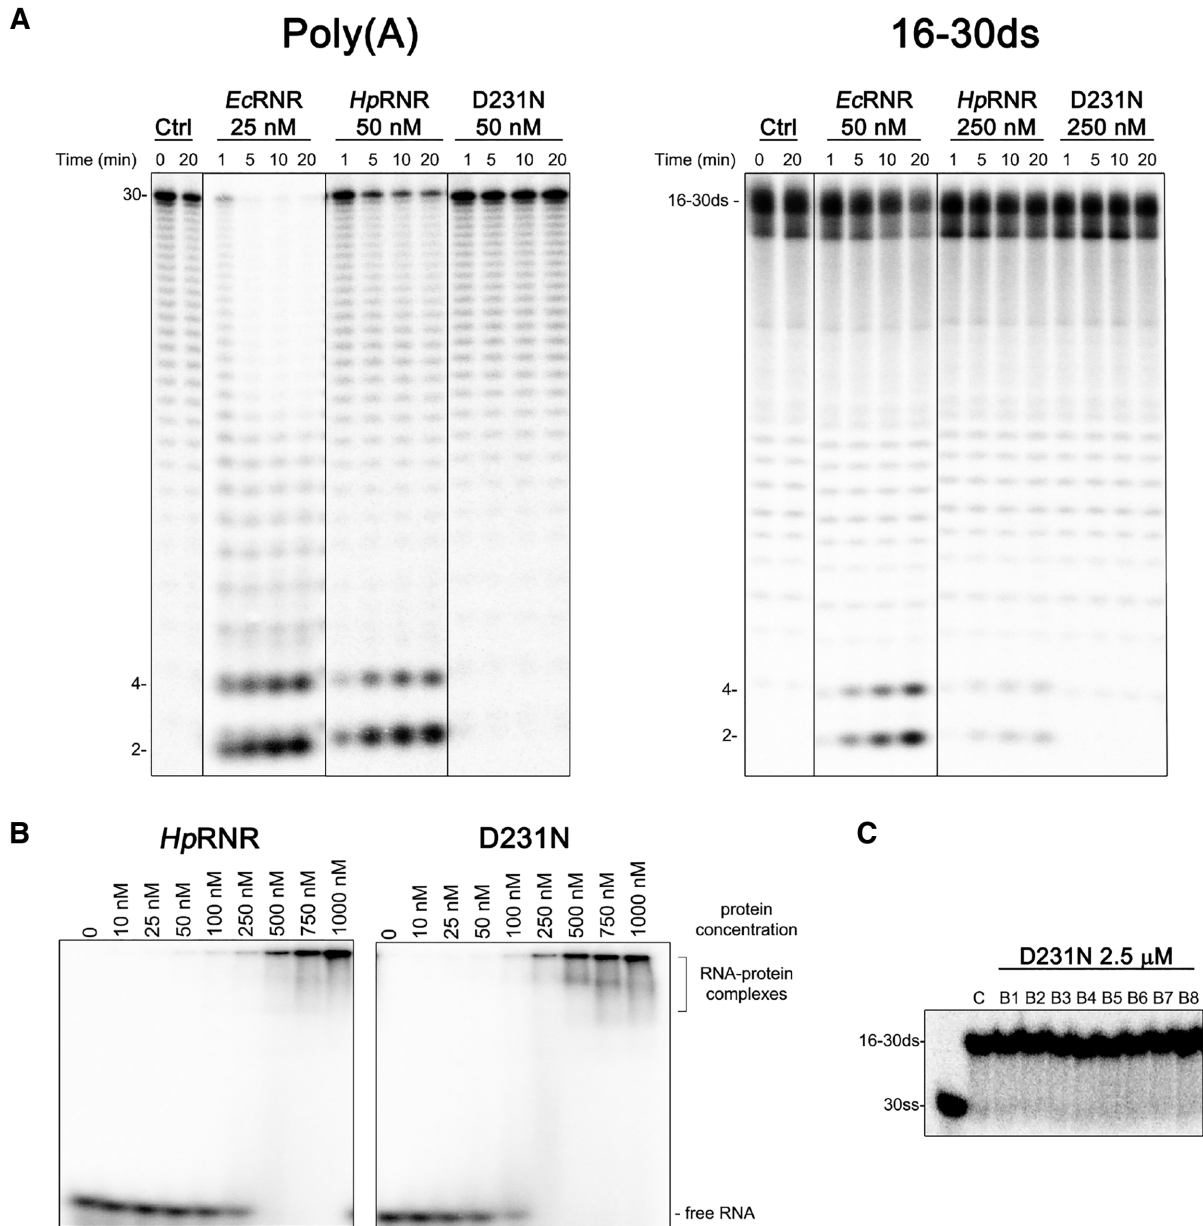 A
Poly(A)
16-30ds
EcRNR HpRNR D231N
Ctrl 25 nM 50 nM 50 nM
Time (min) 0 20 1 5 10 20 1 5 10 20 1 5 10 20
30-
4-
2-
EcRNR HpRNR D231N
Ctrl 50 nM 250 nM 250 nM
Time (min) 0 20 1 5 10 20 1 5 10 20 1 5 10 20
16-30ds -
4-
2-
B
HpRNR
0 10 nM 25 nM 50 nM 100 nM 250 nM 500 nM 750 nM 1000 nM
D231N
0 10 nM 25 nM 50 nM 100 nM 250 nM 500 nM 750 nM 1000 nM
protein
concentration
RNA-protein
complexes
- free RNA
C
D231N 2.5 μM
C B1 B2 B3 B4 B5 B6 B7 B8
16-30ds-
30ss-